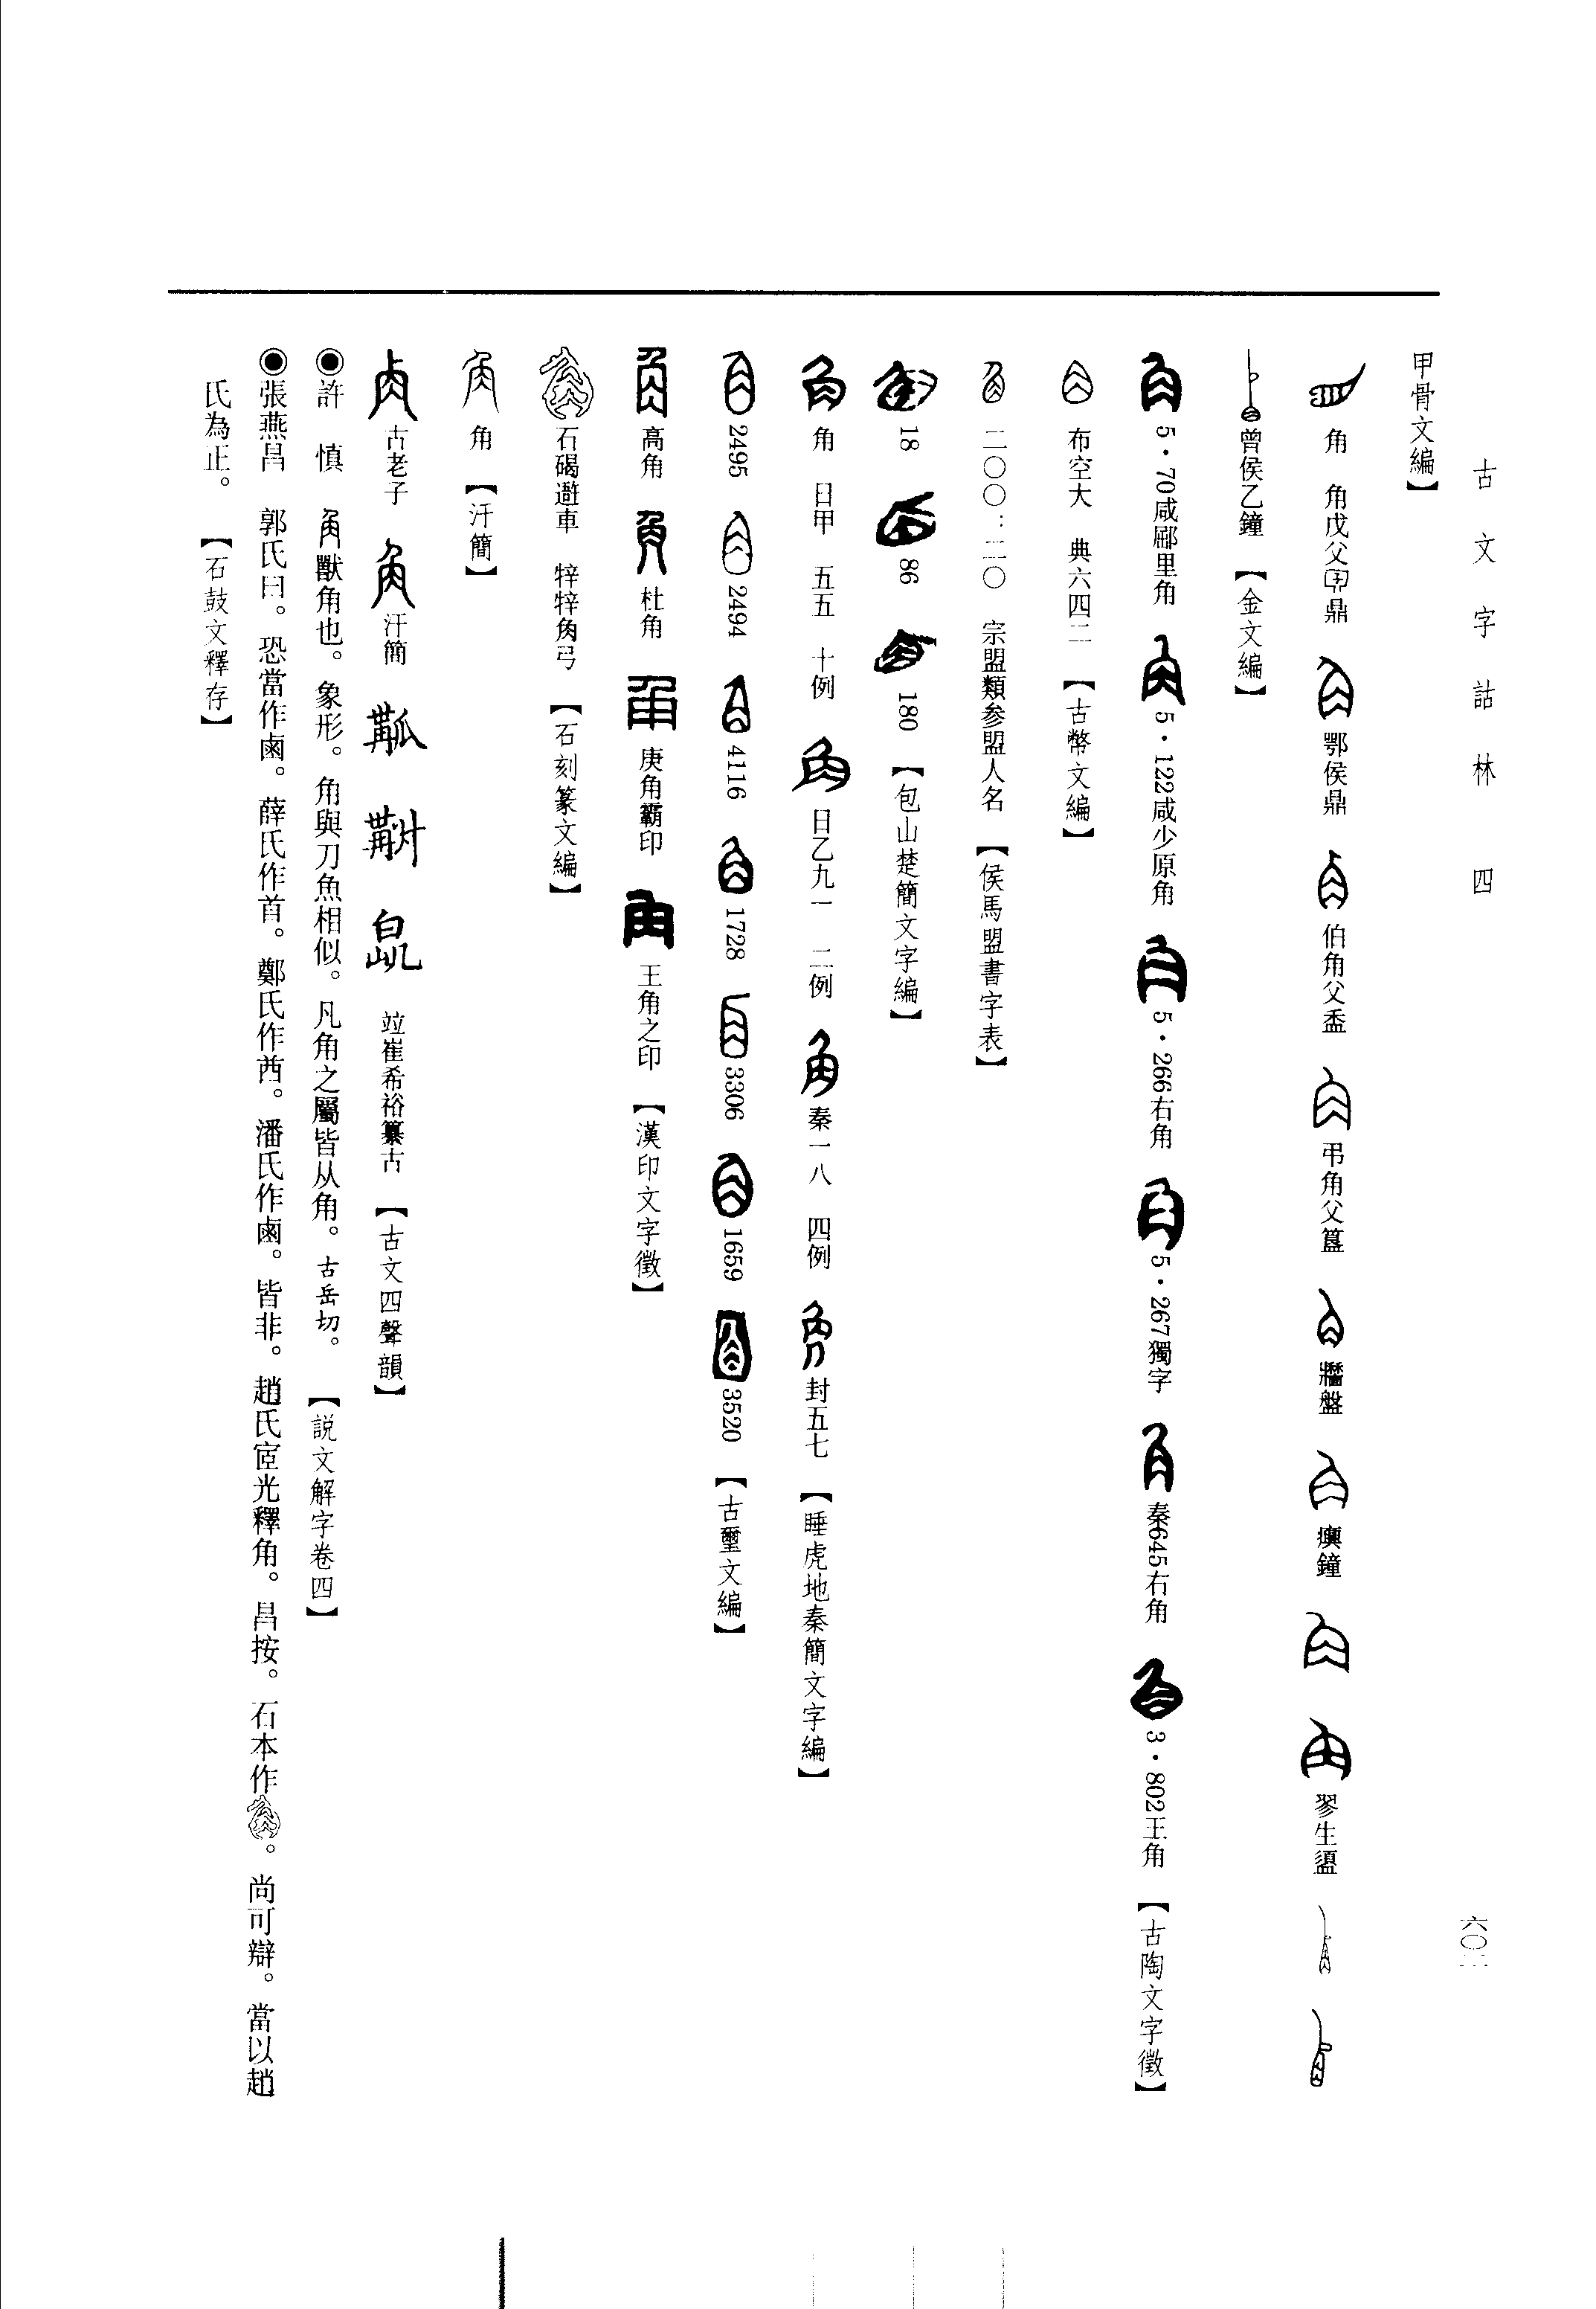 古文字詁林 四
六〇二
甲骨文編】
角 角戊父 鼎 鄂侯鼎 伯角父盉 弔角父簋 牆盤 𤼈鐘 翏生盨
曾侯乙鐘 【金文編】
5·70咸郿里角 5·122咸少原角 5·266右角 5·267獨字 秦645右角 3·802王角 【古陶文字徵】
布空大 典六四二 【古幣文編】
二〇〇:二〇 宗盟類參盟人名 【侯馬盟書字表】
18 86 180 【包山楚簡文字編】
角 日甲 五五 十例 日乙九一 二例 秦一八 四例 封五七 【睡虎地秦簡文字編】
2495 2494 4116 1728 3306 1659 3520 【古璽文編】
高角 杜角 庚角霸印 王角之印 【漢印文字徵】
石碣避車 牸牸角弓 【石刻篆文編】
角 【汗簡】
古老子 汗簡 竝崔希裕纂古 【古文四聲韻】
◉許 慎 角獸角也。象形。角與刀魚相似。凡角之屬皆从角。古岳切。 【説文解字卷四】
◉張燕昌 郭氏曰。恐當作鹵。薛氏作首。鄭氏作茜。潘氏作鹵。皆非。趙氏宧光釋角。昌按。石本作 。尚可辯。當以趙
氏為正。 【石鼓文釋存】